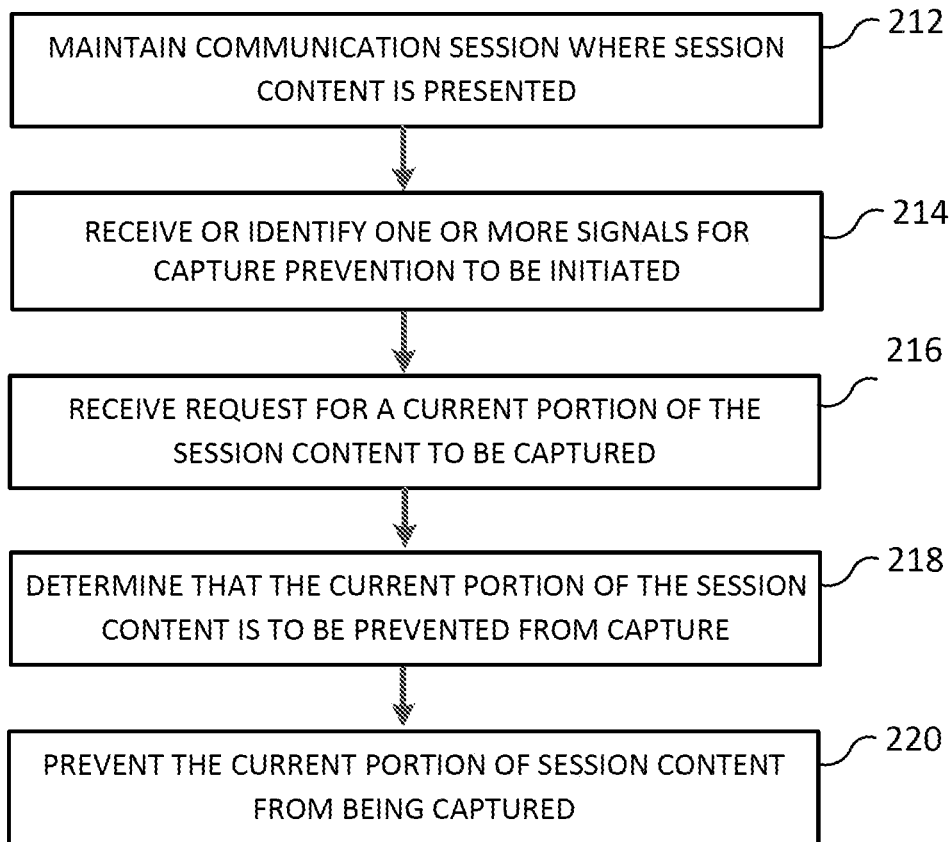 212
MAINTAIN COMMUNICATION SESSION WHERE SESSION
CONTENT IS PRESENTED
214
RECEIVE OR IDENTIFY ONE OR MORE SIGNALS FOR
CAPTURE PREVENTION TO BE INITIATED
216
RECEIVE REQUEST FOR A CURRENT PORTION OF THE
SESSION CONTENT TO BE CAPTURED
218
DETERMINE THAT THE CURRENT PORTION OF THE SESSION
CONTENT IS TO BE PREVENTED FROM CAPTURE
220
PREVENT THE CURRENT PORTION OF SESSION CONTENT
FROM BEING CAPTURED